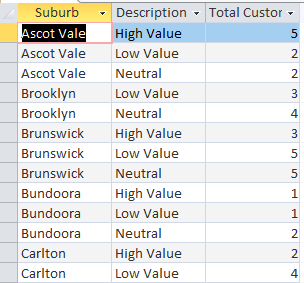 Suburb Description Total Custor
Ascot Vale High Value 5
Ascot Vale Low Value 2
Ascot Vale Neutral 2
Brooklyn Low Value 3
Brooklyn Neutral 4
Brunswick High Value 3
Brunswick Low Value 5
Brunswick Neutral 5
Bundoora High Value 1
Bundoora Low Value 1
Bundoora Neutral 2
Carlton High Value 2
Carlton Low Value 4